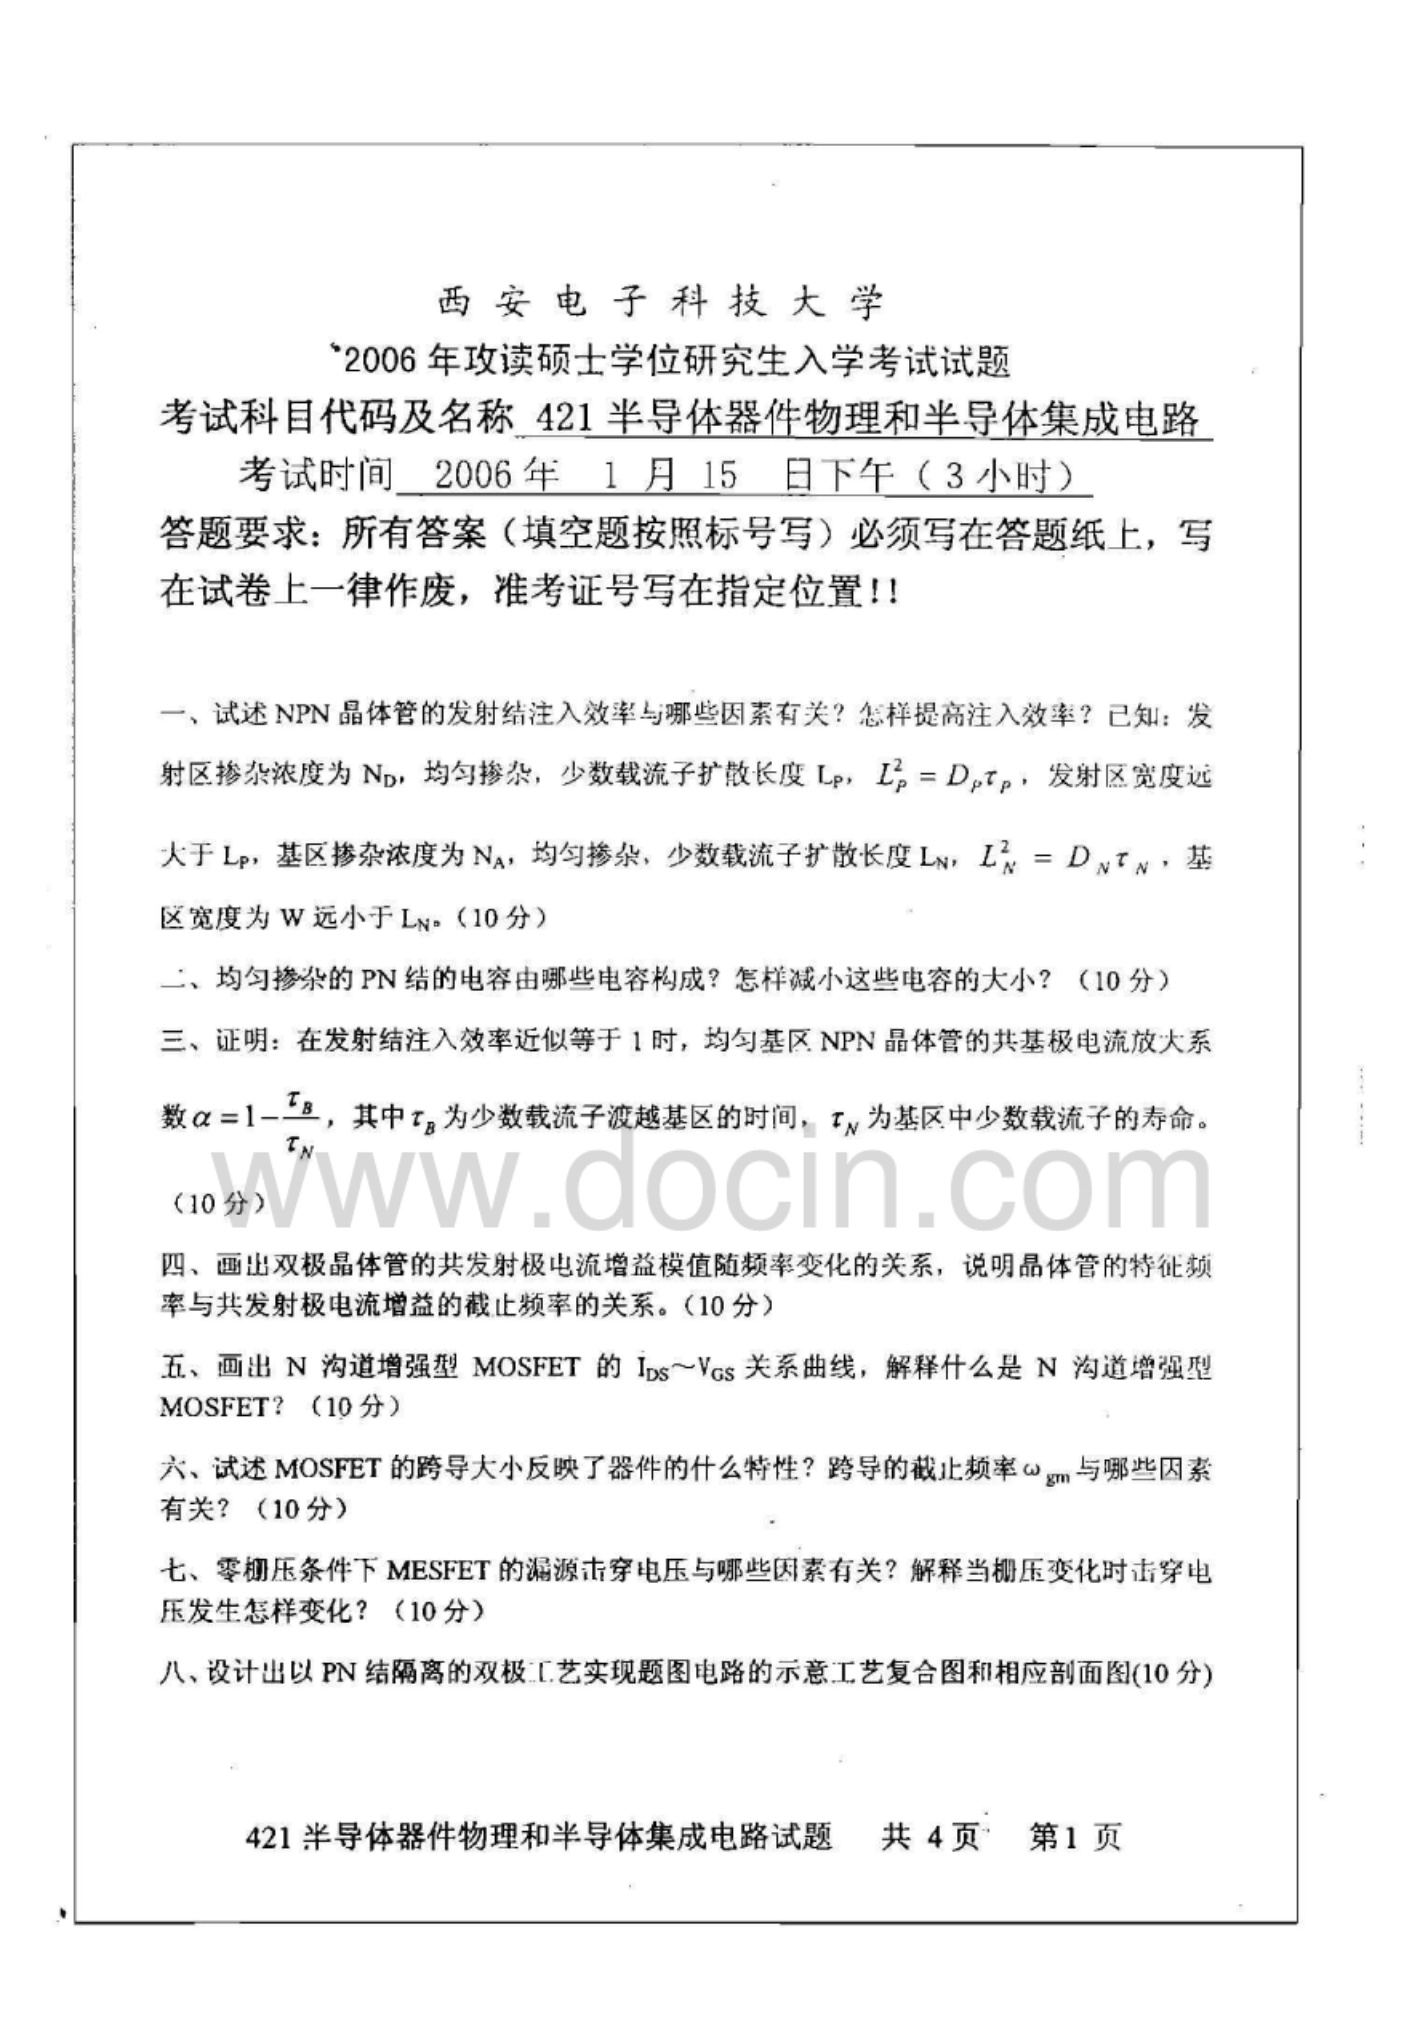 西安电子科技大学
2006年攻读硕士学位研究生入学考试试题
考试科目代码及名称 421半导体器件物理和半导体集成电路
考试时间 2006年 1 月 15 日下午（3小时）
答题要求：所有答案（填空题按照标号写）必须写在答题纸上，写
在试卷上一律作废，准考证号写在指定位置!!
一、试述NPN晶体管的发射结注入效率与哪些因素有关？怎样提高注入效率？已知：发
射区掺杂浓度为 N_D，均匀掺杂，少数载流子扩散长度 L_P， L_P^2 = D_Pτ_P，发射区宽度远
大于 L_P，基区掺杂浓度为 N_A，均匀掺杂，少数载流子扩散长度 L_N， L_N^2 = D_Nτ_N，基
区宽度为 W 远小于 L_N。（10 分）
二、均匀掺杂的 PN 结的电容由哪些电容构成？怎样减小这些电容的大小？（10 分）
三、证明：在发射结注入效率近似等于 1 时，均匀基区 NPN 晶体管的共基极电流放大系
数 α=1-τ_B/τ_N，其中 τ_B 为少数载流子渡越基区的时间， τ_N 为基区中少数载流子的寿命。
（10 分）
www.docin.com
四、画出双极晶体管的共发射极电流增益模值随频率变化的关系，说明晶体管的特征频
率与共发射极电流增益的截止频率的关系。（10 分）
五、画出 N 沟道增强型 MOSFET 的 I_DS～V_GS 关系曲线，解释什么是 N 沟道增强型
MOSFET？（10 分）
六、试述 MOSFET 的跨导大小反映了器件的什么特性？跨导的截止频率ω_gm与哪些因素
有关？（10 分）
七、零栅压条件下 MESFET 的漏源击穿电压与哪些因素有关？解释当栅压变化时击穿电
压发生怎样变化？（10 分）
八、设计出以 PN 结隔离的双极工艺实现题图电路的示意工艺复合图和相应剖面图(10 分)
421 半导体器件物理和半导体集成电路试题 共 4 页 第 1 页